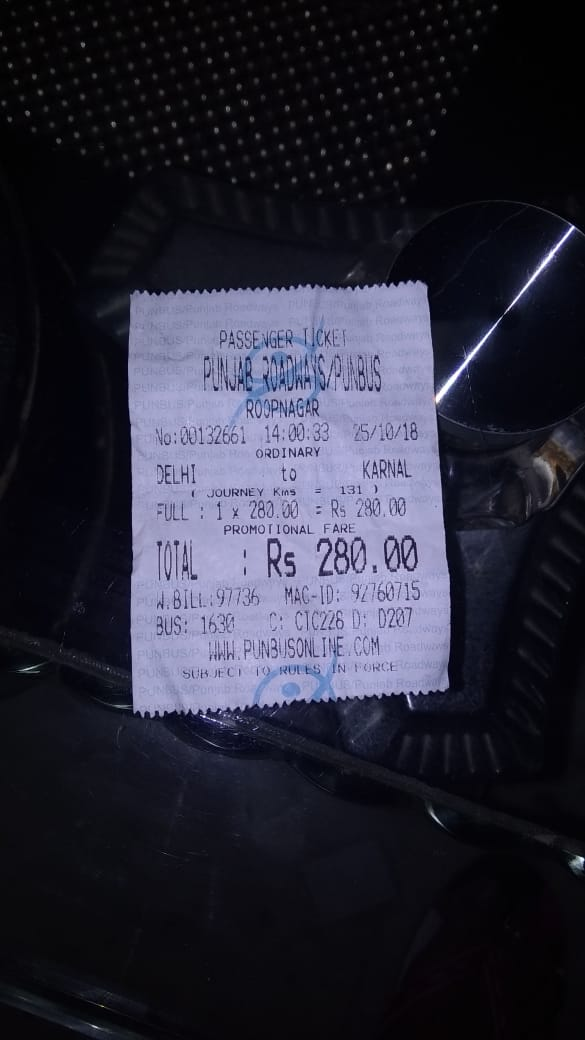 PASSENGER TICKET
PUNJAB ROADWAYS/PUNBUS
ROOPNAGAR
No:00132661 14:00:33 25/10/18
ORDINARY
DELHI to KARNAL
( JOURNEY Kms = 131 )
FULL : 1 x 280.00 = Rs 280.00
PROMOTIONAL FARE
TOTAL : Rs 280.00
W.BILL:97736 MAC-ID: 92760715
BUS: 1630 C: CTC226 D: D207
WWW.PUNBUSONLINE.COM
SUBJECT TO RULES IN FORCE